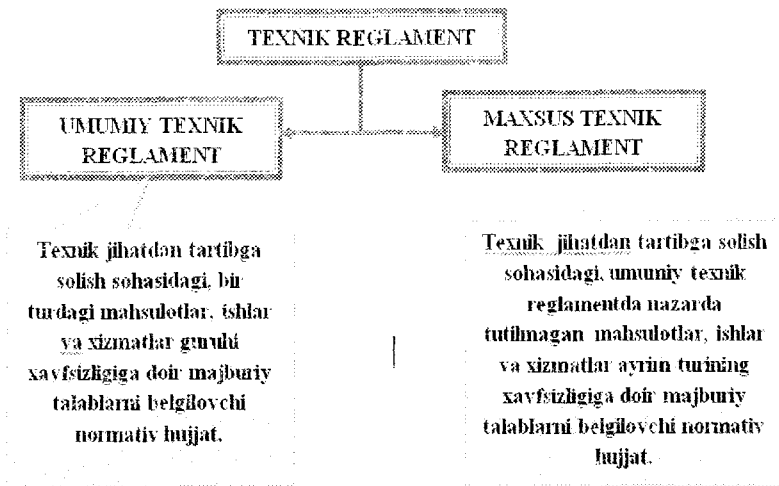 TEXNIK REGLAMENT
UMUMIY TEXNIK
REGLAMENT
MAXSUS TEXNIK
REGLAMENT
Texnik jihatdan tartibga
solish sohasidagi, bir
turdagi mahsulotlar, ishlar
va xizmatlar guruhi
xavfsizligiga doir majburiy
talablarni belgilovchi
normativ hujjat.
Texnik jihatdan tartibga solish
sohasidagi, umumiy texnik
reglamentda nazarda
tutilmagan mahsulotlar, ishlar
va xizmatlar ayrim turining
xavfsizligiga doir majburiy
talablarni belgilovchi normativ
hujjat.